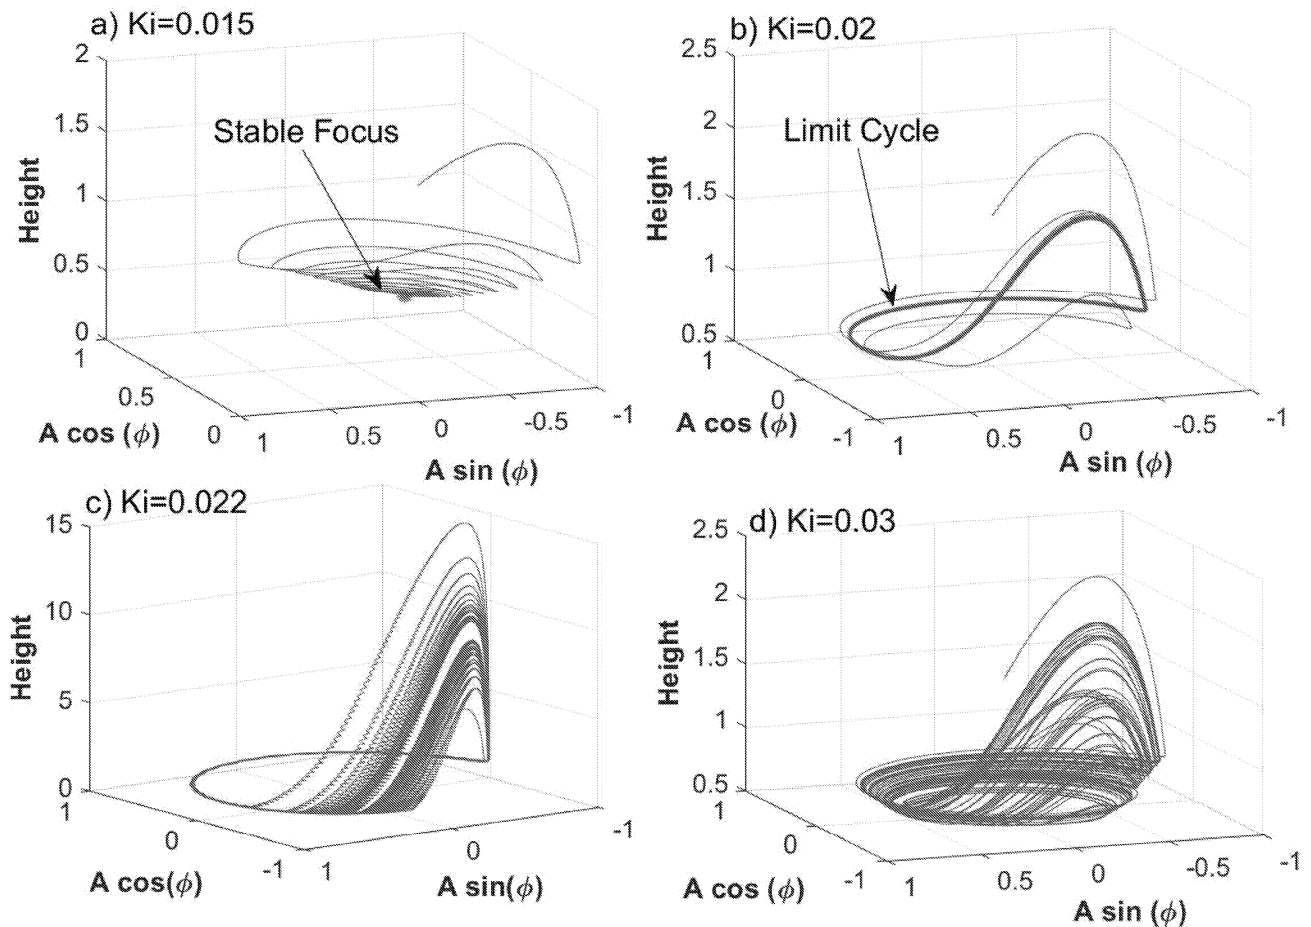 a) Ki=0.015
2
1.5
1
0.5
0
Height
Stable Focus
1
0.5
0
A cos (ϕ)
1
0.5
0
-0.5
-1
A sin (ϕ)
b) Ki=0.02
2.5
2
1.5
1
0.5
Height
Limit Cycle
1
0
-1
A cos (ϕ)
1
0.5
0
-0.5
-1
A sin (ϕ)
c) Ki=0.022
15
10
5
0
Height
1
0
-1
A cos(ϕ)
1
0
-1
A sin(ϕ)
d) Ki=0.03
2.5
2
1.5
1
0.5
Height
1
0
-1
A cos (ϕ)
1
0.5
0
-0.5
-1
A sin (ϕ)